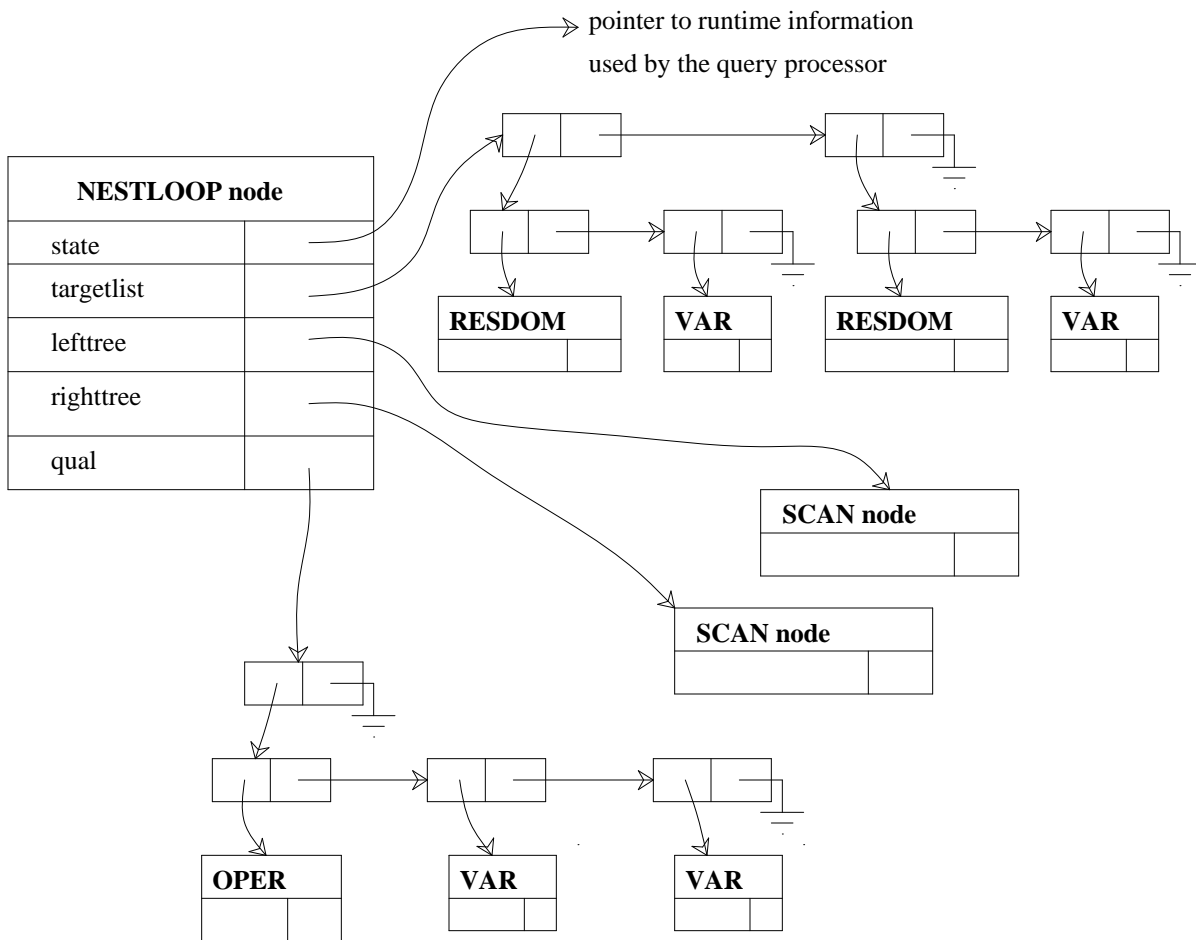 pointer to runtime information
used by the query processor
NESTLOOP node
state
targetlist
lefttree
righttree
qual
RESDOM
VAR
RESDOM
VAR
SCAN node
SCAN node
OPER
VAR
VAR